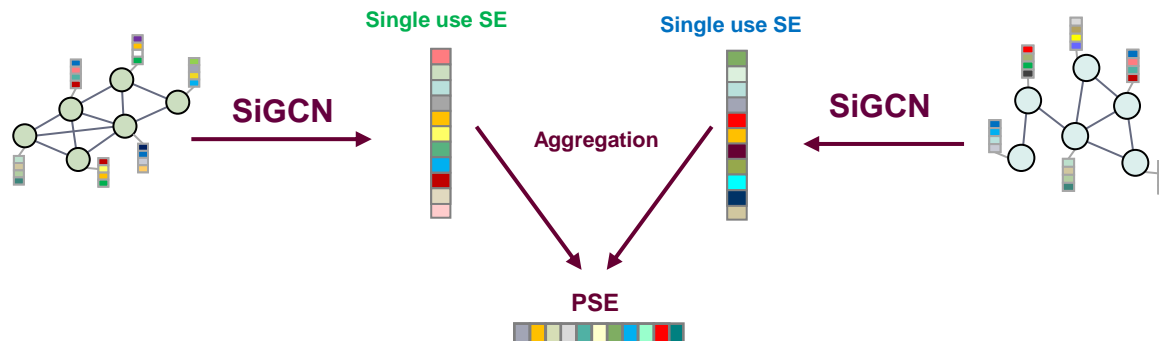 Single use SE
Single use SE
SiGCN
SiGCN
Aggregation
PSE